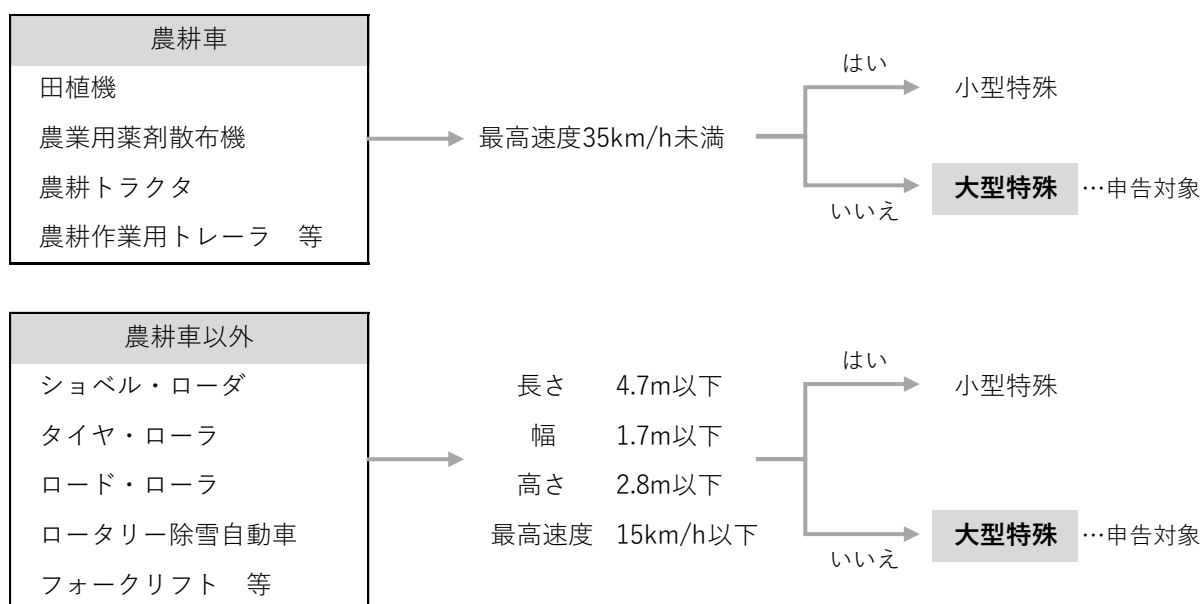 農耕車
田植機
農業用薬剤散布機
農耕トラクタ
農耕作業用トレーラ　等
最高速度35km/h未満
はい
小型特殊
いいえ
大型特殊 …申告対象
農耕車以外
ショベル・ローダ
タイヤ・ローラ
ロード・ローラ
ロータリー除雪自動車
フォークリフト　等
長さ　4.7m以下
幅　1.7m以下
高さ　2.8m以下
最高速度　15km/h以下
はい
小型特殊
いいえ
大型特殊 …申告対象